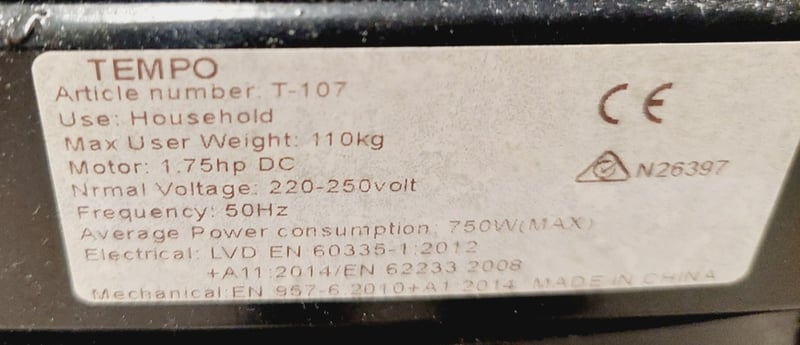 TEMPO
Article number: T-107
Use: Household
Max User Weight: 110kg
Motor: 1.75hp DC
Nrmal Voltage: 220-250volt
Frequency: 50Hz
Average Power consumption: 750W(MAX)
Electrical: LVD EN 60335-1:2012
+A11:2014/EN 62233 2008
Mechanical:EN 957-6 2010+A1 2014 MADE IN CHINA
CE
N26397